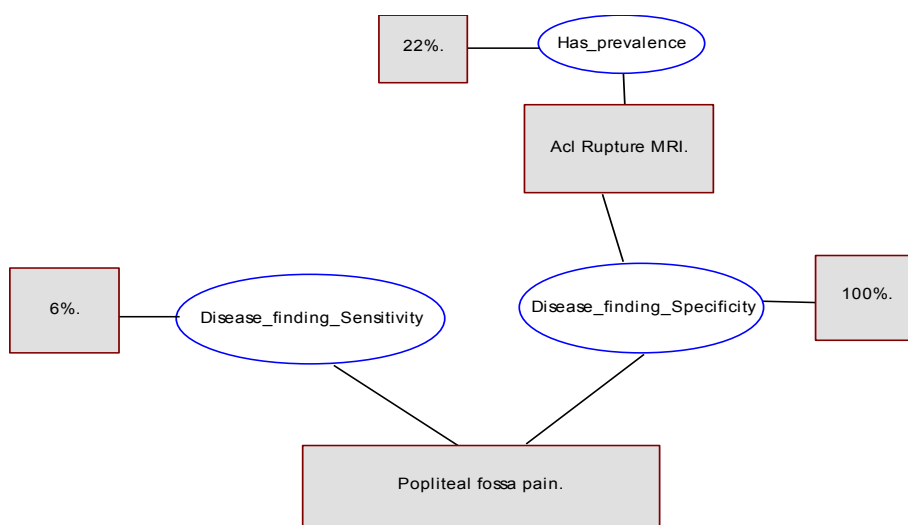 22%.
Has_prevalence
Acl Rupture MRI.
6%.
Disease_finding_Sensitivity
Disease_finding_Specificity
100%.
Popliteal fossa pain.